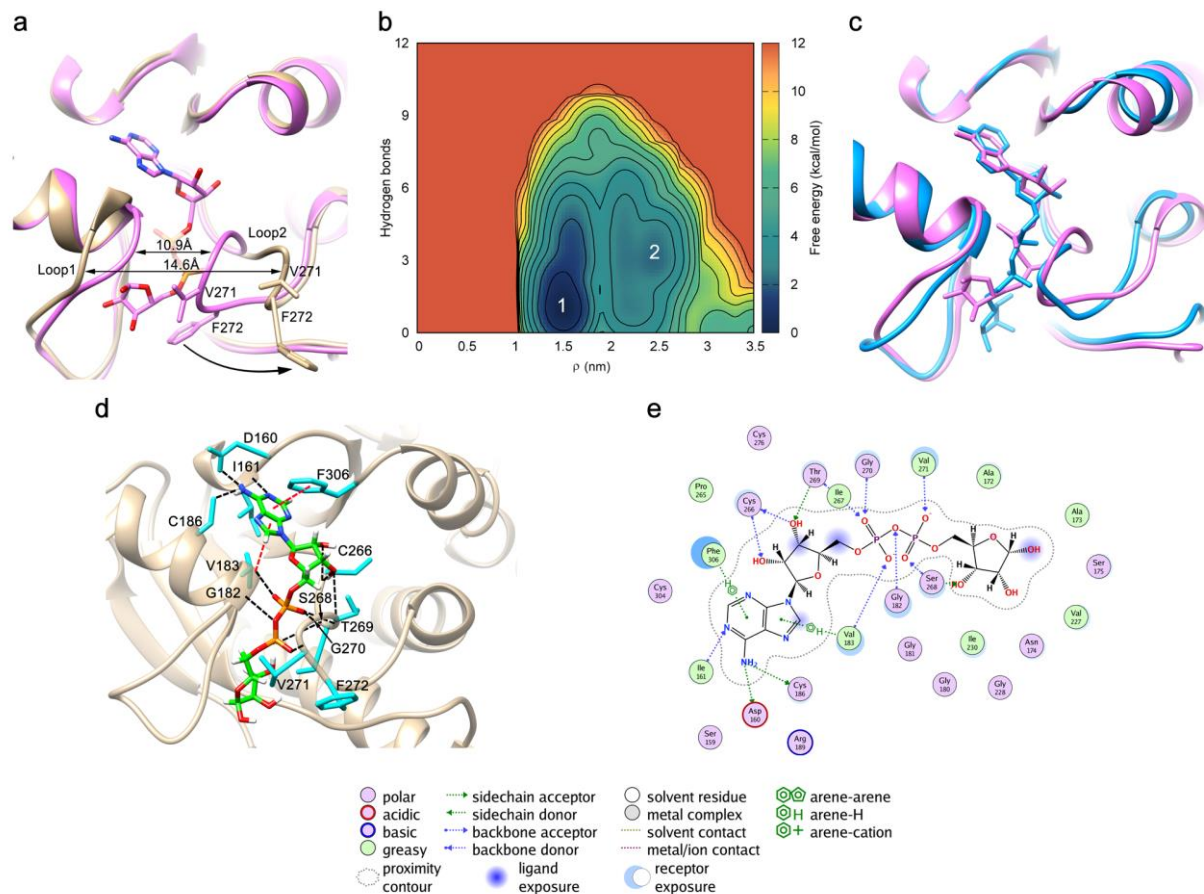 a
10.9Å
14.6Å
Loop1
Loop2
V271
V271
F272
F272
b
Hydrogen bonds
12
9
6
3
0
0
0.5
1
1.5
2
2.5
3
3.5
ρ (nm)
1
2
12
10
8
6
4
2
0
Free energy (kcal/mol)
c
d
D160
I161
F306
C186
C266
V183
S268
G182
T269
G270
V271
F272
e
Cys 276
Thr 269
Gly 270
Val 271
Ala 172
Pro 265
Ile 267
Cys 266
Ala 173
Phe 306
Ser 175
Ser 268
Cys 304
Gly 182
Val 227
Val 183
Ile 230
Asn 174
Gly 181
Ile 161
Gly 180
Gly 228
Cys 186
Asp 160
Ser 159
Arg 189
OH
HO
H
H
H
H
O
O
O
O
O
O
O
O
P
P
N
N
N
N
NH₂
H
H
H
H
H
OH
OH
OH
polar
acidic
basic
greasy
proximity contour
sidechain acceptor
sidechain donor
backbone acceptor
backbone donor
ligand exposure
solvent residue
metal complex
solvent contact
metal/ion contact
receptor exposure
arene-arene
H arene-H
+ arene-cation